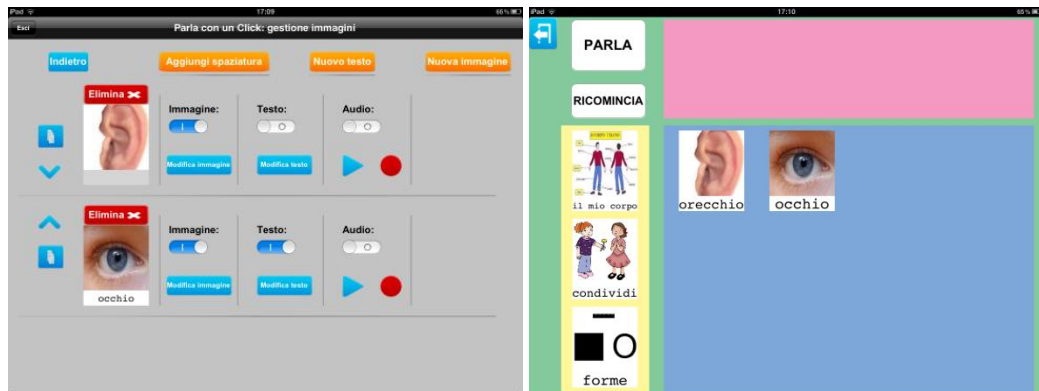 iPad 17:09 65%
Esci Parla con un Click: gestione immagini
Indietro Aggiungi spaziatura Nuovo testo Nuova immagine
Elimina
Immagine: Testo: Audio:
Modifica immagine Modifica testo
Elimina
Immagine: Testo: Audio:
Modifica immagine Modifica testo
occhio
iPad 17:10 65%
PARLA
RICOMINCIA
il mio corpo
condividi
forme
orecchio occhio